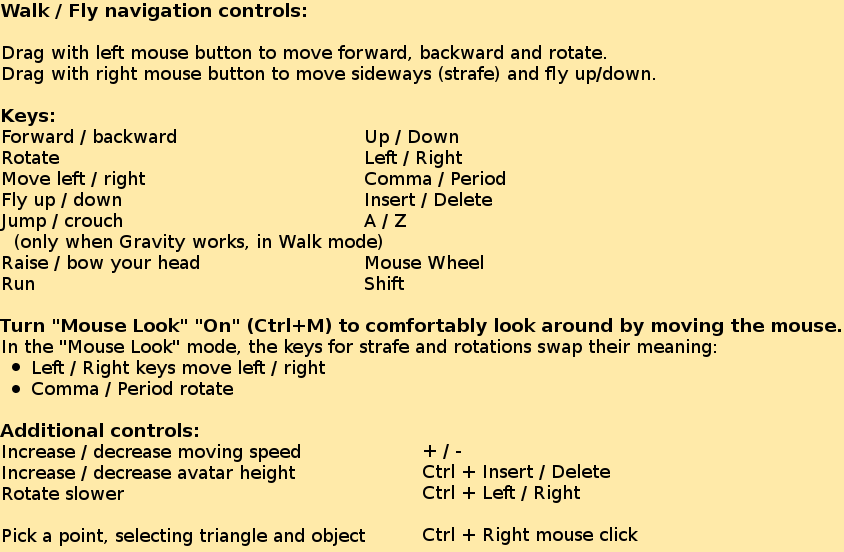 Walk / Fly navigation controls:
Drag with left mouse button to move forward, backward and rotate.
Drag with right mouse button to move sideways (strafe) and fly up/down.
Keys:
Forward / backward Up / Down
Rotate Left / Right
Move left / right Comma / Period
Fly up / down Insert / Delete
Jump / crouch A / Z
(only when Gravity works, in Walk mode)
Raise / bow your head Mouse Wheel
Run Shift
Turn "Mouse Look" "On" (Ctrl+M) to comfortably look around by moving the mouse.
In the "Mouse Look" mode, the keys for strafe and rotations swap their meaning:
● Left / Right keys move left / right
● Comma / Period rotate
Additional controls:
Increase / decrease moving speed + / -
Increase / decrease avatar height Ctrl + Insert / Delete
Rotate slower Ctrl + Left / Right
Pick a point, selecting triangle and object Ctrl + Right mouse click